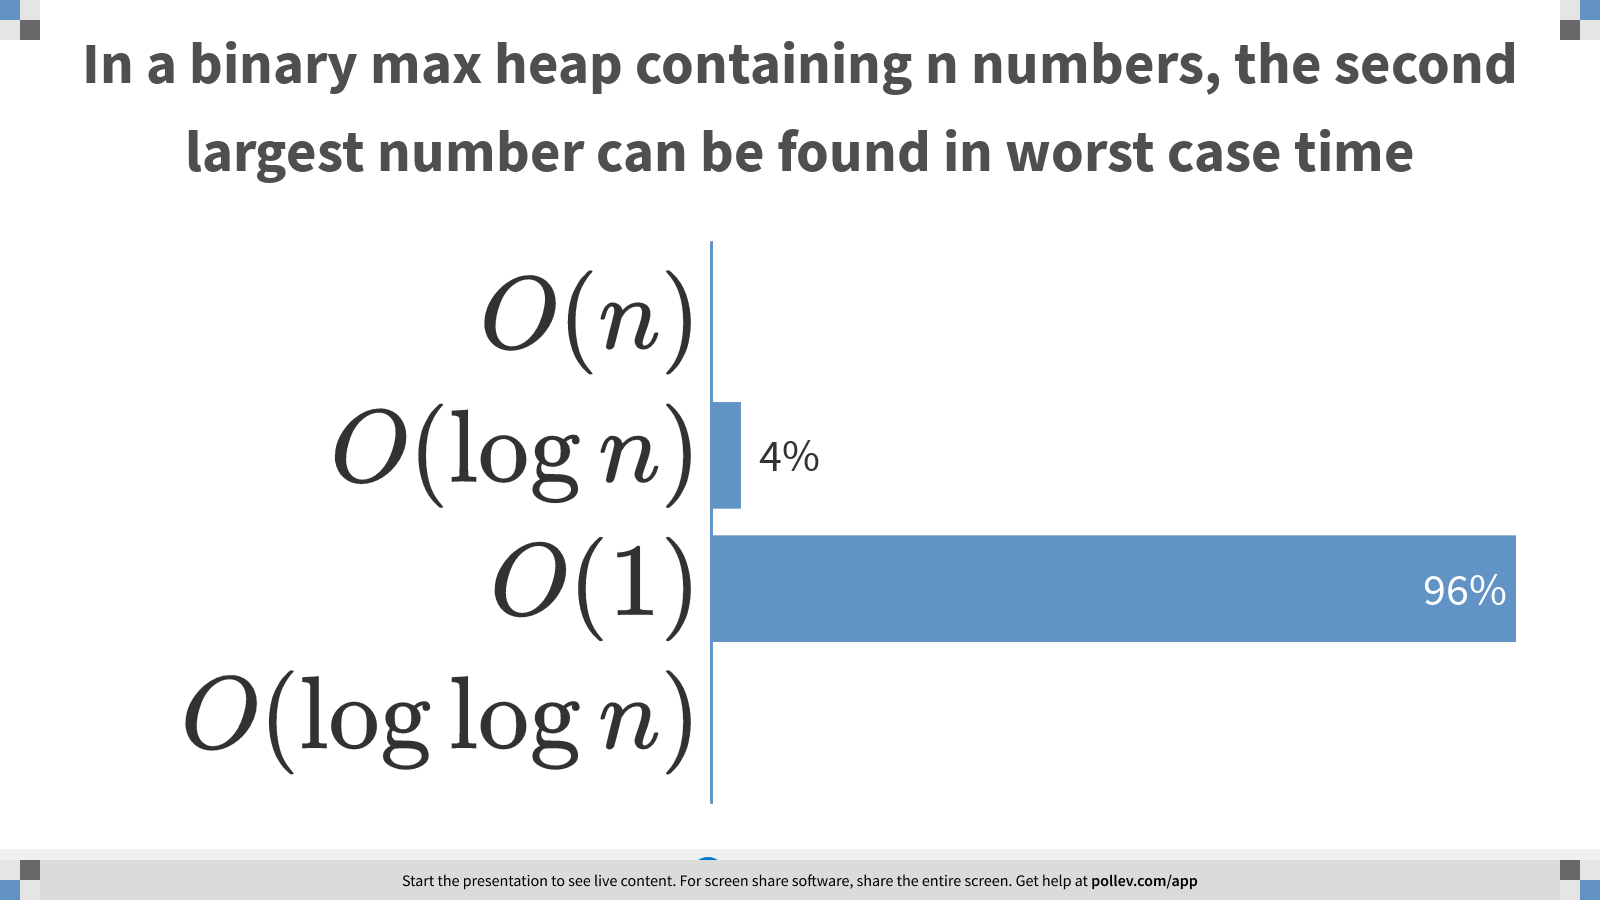 In a binary max heap containing n numbers, the second
largest number can be found in worst case time
O(n)
O(log n)
4%
O(1)
96%
O(log log n)
Start the presentation to see live content. For screen share software, share the entire screen. Get help at pollev.com/app